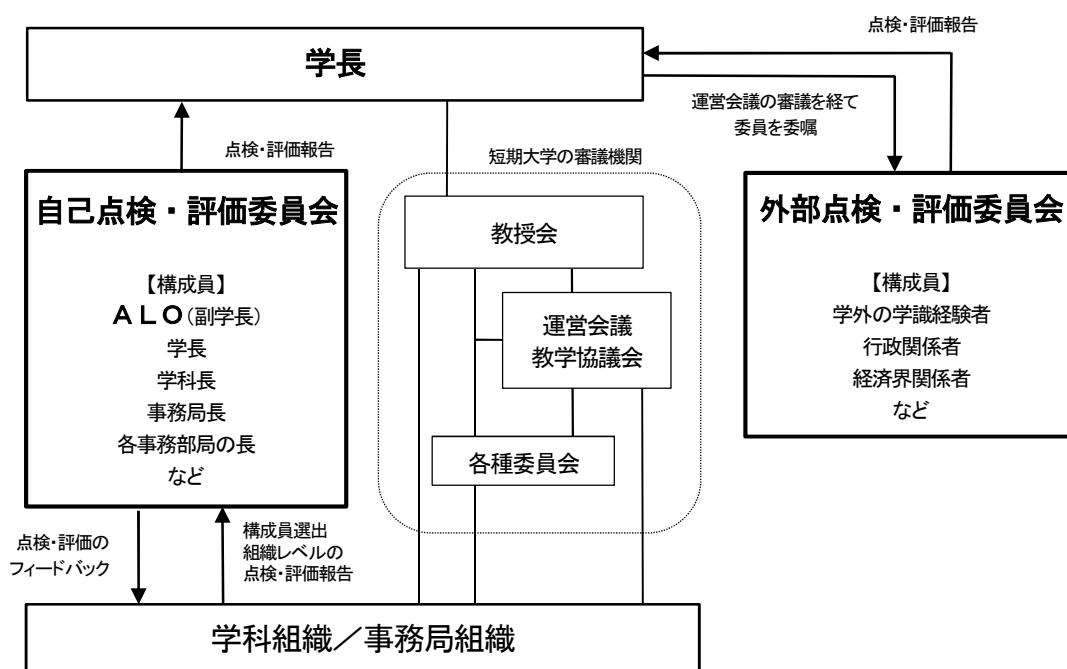 点検・評価報告
学長
運営会議の審議を経て
委員を委嘱
点検・評価報告
短期大学の審議機関
自己点検・評価委員会
【構成員】
ALO(副学長)
学長
学科長
事務局長
各事務部局の長
など
教授会
運営会議
教学協議会
各種委員会
外部点検・評価委員会
【構成員】
学外の学識経験者
行政関係者
経済界関係者
など
点検・評価の
フィードバック
構成員選出
組織レベルの
点検・評価報告
学科組織/事務局組織